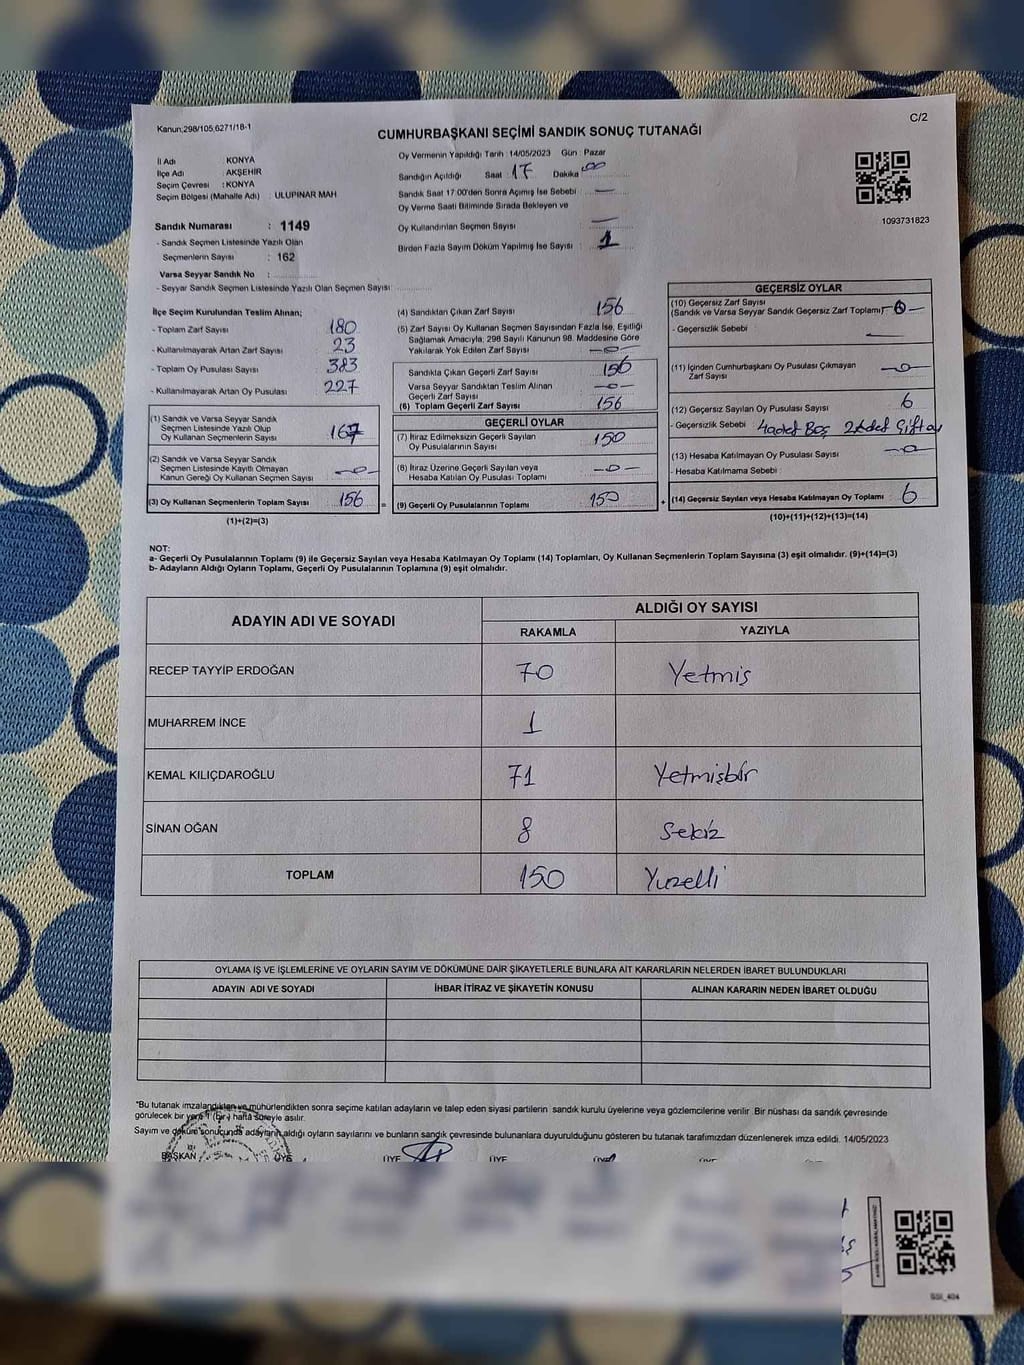 Kanun;298/105,6271/18-1
C/2
CUMHURBAŞKANI SEÇİMİ SANDIK SONUÇ TUTANAĞI
İl Adı : KONYA
İlçe Adı : AKŞEHİR
Seçim Çevresi : KONYA
Seçim Bölgesi (Mahalle Adı) : ULUPINAR MAH
Oy Vermenin Yapıldığı Tarih : 14/05/2023 Gün : Pazar
Sandığın Açıldığı Saat : 17 Dakika : 00
Sandık Saat 17:00'den Sonra Açımış İse Sebebi : —
Oy Verme Saati Bitiminde Sırada Bekleyen ve
Oy Kullandırılan Seçmen Sayısı : —
Birden Fazla Sayım Döküm Yapılmış İse Sayısı : 1
1093731823
Sandık Numarası : 1149
- Sandık Seçmen Listesinde Yazılı Olan
Seçmenlerin Sayısı : 162
Varsa Seyyar Sandık No :
- Seyyar Sandık Seçmen Listesinde Yazılı Olan Seçmen Sayısı:
İlçe Seçim Kurulundan Teslim Alınan;
- Toplam Zarf Sayısı 180
- Kullanılmayarak Artan Zarf Sayısı 23
- Toplam Oy Pusulası Sayısı 383
- Kullanılmayarak Artan Oy Pusulası 227
(1) Sandık ve Varsa Seyyar Sandık
Seçmen Listesinde Yazılı Olup
Oy Kullanan Seçmenlerin Sayısı
(2) Sandık ve Varsa Seyyar Sandık
Seçmen Listesinde Kayıtlı Olmayan
Kanun Gereği Oy Kullanan Seçmen Sayısı —0—
(3) Oy Kullanan Seçmenlerin Toplam Sayısı 156
(1)+(2)=(3)
(4) Sandıktan Çıkan Zarf Sayısı 156
(5) Zarf Sayısı Oy Kullanan Seçmen Sayısından Fazla İse, Eşitliği
Sağlamak Amacıyla, 298 Sayılı Kanunun 98. Maddesine Göre
Yakılarak Yok Edilen Zarf Sayısı —0—
Sandıkta Çıkan Geçerli Zarf Sayısı 156
Varsa Seyyar Sandıktan Teslim Alınan
Geçerli Zarf Sayısı —0—
(6) Toplam Geçerli Zarf Sayısı 156
GEÇERLİ OYLAR
(7) İtiraz Edilmeksizin Geçerli Sayılan
Oy Pusulalarının Sayısı 150
(8) İtiraz Üzerine Geçerli Sayılan veya
Hesaba Katılan Oy Pusulası Toplamı —0—
= (9) Geçerli Oy Pusulalarının Toplamı 150 +
GEÇERSİZ OYLAR
(10) Geçersiz Zarf Sayısı
(Sandık ve Varsa Seyyar Sandık Geçersiz Zarf Toplamı) —0—
- Geçersizlik Sebebi —
(11) İçinden Cumhurbaşkanı Oy Pusulası Çıkmayan
Zarf Sayısı —0—
(12) Geçersiz Sayılan Oy Pusulası Sayısı 6
- Geçersizlik Sebebi : 4adet Boş 2Adet Çift oy
(13) Hesaba Katılmayan Oy Pusulası Sayısı —0—
- Hesaba Katılmama Sebebi :
(14) Geçersiz Sayılan veya Hesaba Katılmayan Oy Toplamı 6
(10)+(11)+(12)+(13)=(14)
NOT:
a- Geçerli Oy Pusulalarının Toplamı (9) ile Geçersiz Sayılan veya Hesaba Katılmayan Oy Toplamı (14) Toplamları, Oy Kullanan Seçmenlerin Toplam Sayısına (3) eşit olmalıdır. (9)+(14)=(3)
b- Adayların Aldığı Oyların Toplamı, Geçerli Oy Pusulalarının Toplamına (9) eşit olmalıdır.
ADAYIN ADI VE SOYADI
ALDIĞI OY SAYISI
RAKAMLA YAZIYLA
RECEP TAYYİP ERDOĞAN 70 Yetmiş
MUHARREM İNCE 1
KEMAL KILIÇDAROĞLU 71 Yetmişbir
SİNAN OĞAN 8 Sekiz
TOPLAM 150 Yüzelli
OYLAMA İŞ VE İŞLEMLERİNE VE OYLARIN SAYIM VE DÖKÜMÜNE DAİR ŞİKAYETLERLE BUNLARA AİT KARARLARIN NELERDEN İBARET BULUNDUKLARI
ADAYIN ADI VE SOYADI İHBAR İTİRAZ VE ŞİKAYETİN KONUSU ALINAN KARARIN NEDEN İBARET OLDUĞU
"Bu tutanak imzalandıktan ve mühürlendikten sonra seçime katılan adayların ve talep eden siyasi partilerin sandık kurulu üyelerine veya gözlemcilerine verilir. Bir nüshası da sandık çevresinde
görülecek bir yere 1 (bir) hafta süreyle asılır.
Sayım ve döküm sonucunda adayların aldığı oyların sayılarını ve bunların sandık çevresinde bulunanlara duyurulduğunu gösteren bu tutanak tarafımızdan düzenlenerek imza edildi. 14/05/2023
BAŞKAN ÜYE ÜYE ÜYE ÜYE
SSI_404